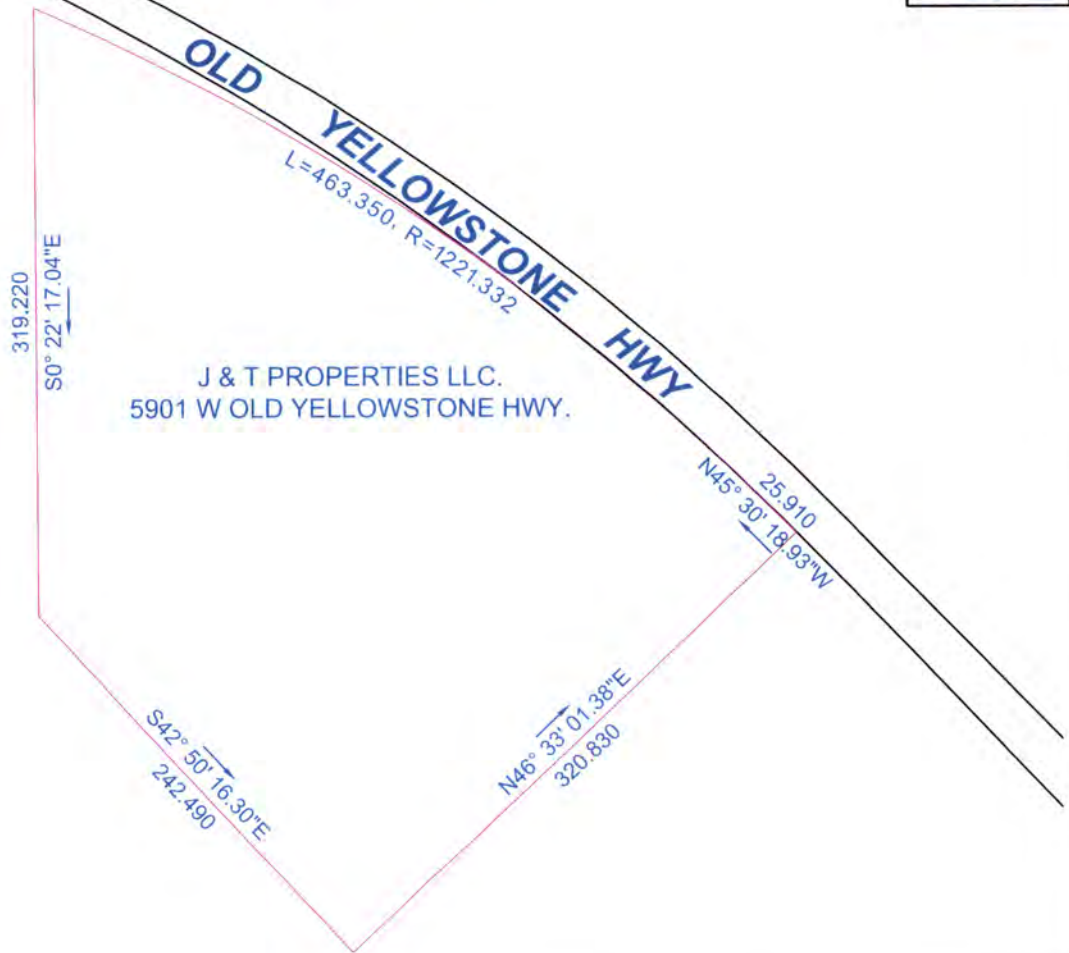 OLD YELLOWSTONE HWY
L=463.350, R=1221.332
319.220
S0° 22' 17.04"E
J & T PROPERTIES LLC.
5901 W OLD YELLOWSTONE HWY.
25.910
N45° 30' 18.93"W
S42° 50' 16.30"E
242.490
N46° 33' 01.38"E
320.830